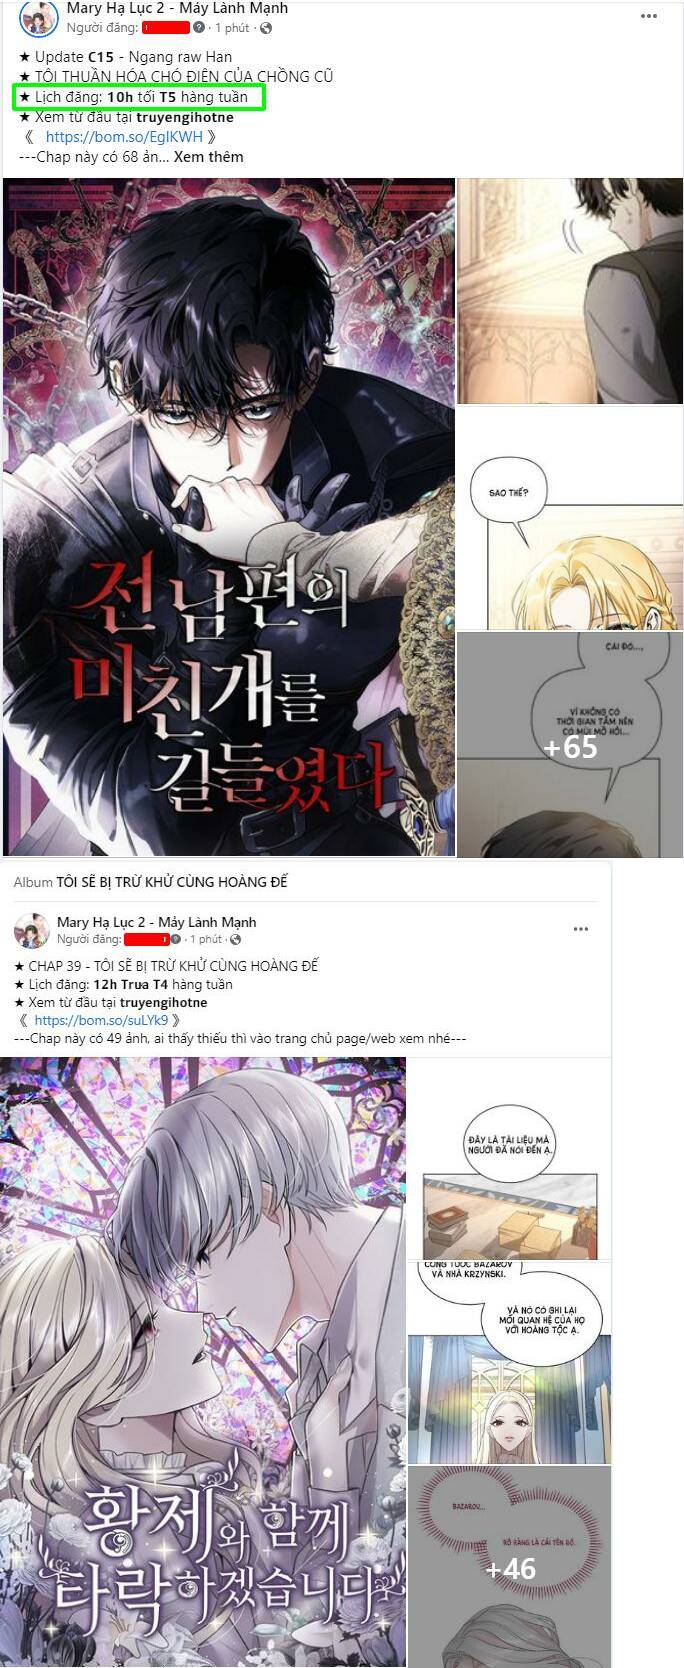 Mary Hạ Lục 2 - Máy Lành Mạnh
Người đăng: · 1 phút ·
★ Update C15 - Ngang raw Han
★ TÔI THUẦN HÓA CHÓ ĐIÊN CỦA CHỒNG CŨ
★ Lịch đăng: 10h tối T5 hàng tuần
★ Xem từ đầu tại truyengihotne
《 https://bom.so/EglKWH 》
---Chap này có 68 ản... Xem thêm
SAO THẾ?
전 남편의
미친개를
길들였다
CÁI ĐÓ...,
VÌ KHÔNG CÓ
THỜI GIAN TẮM NÊN
CÓ MÙI MỒ HÔI...
+65
Album TÔI SẼ BỊ TRỪ KHỬ CÙNG HOÀNG ĐẾ
Mary Hạ Lục 2 - Máy Lành Mạnh
Người đăng: · 1 phút ·
★ CHAP 39 - TÔI SẼ BỊ TRỪ KHỬ CÙNG HOÀNG ĐẾ
★ Lịch đăng: 12h Trưa T4 hàng tuần
★ Xem từ đầu tại truyengihotne
《 https://bom.so/suLYk9 》
---Chap này có 49 ảnh, ai thấy thiếu thì vào trang chủ page/web xem nhé---
ĐÂY LÀ TÀI LIỆU MÀ
NGƯỜI ĐÃ NÓI ĐẾN Ạ.
CÔNG TƯỚC BAZAROV
VÀ NHÀ KRZYNSKI.
VÀ NÓ CÓ GHI LẠI
MỐI QUAN HỆ CỦA HỌ
VỚI HOÀNG TỘC Ạ.
황제와 함께
타락하겠습니다
BAZAROV...
RÕ RÀNG LÀ CÁI TÊN ĐÓ.
+46